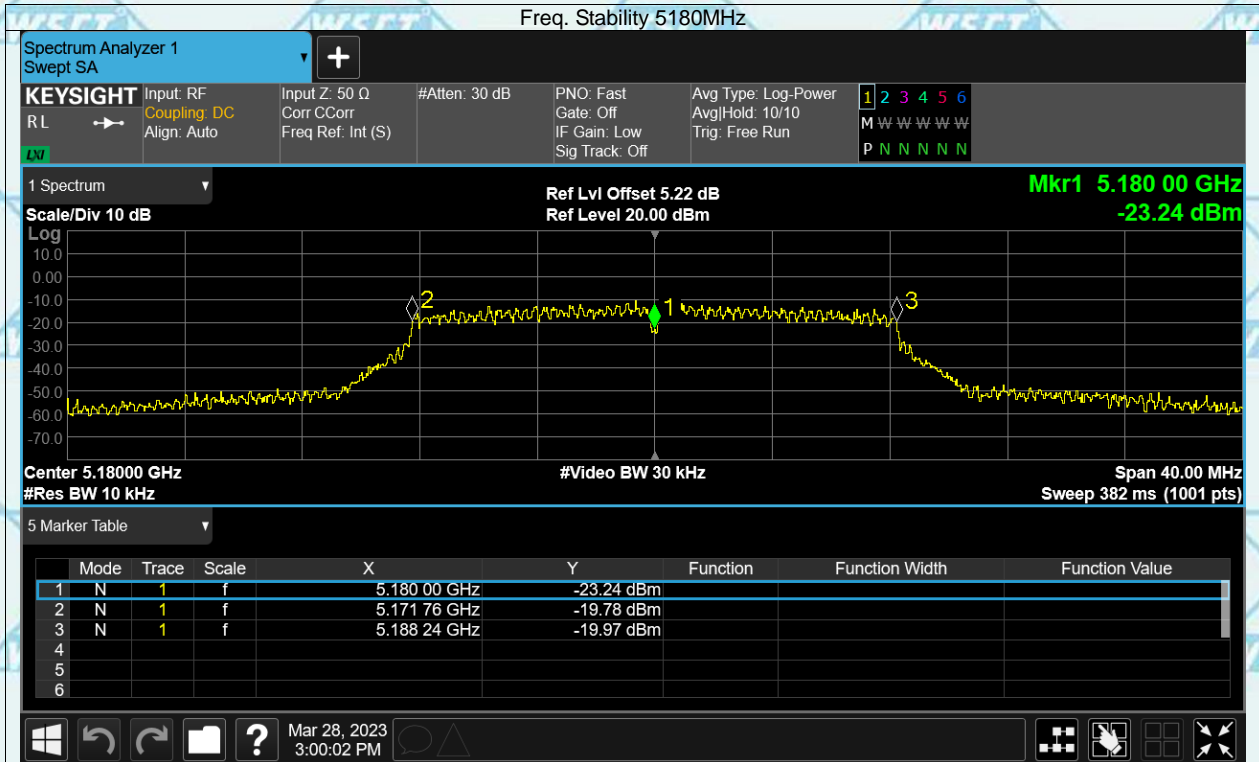 Freq. Stability 5180MHz
Spectrum Analyzer 1
Swept SA
KEYSIGHT
RL
LXI
Input: RF
Coupling: DC
Align: Auto
Input Z: 50 Ω
Corr CCorr
Freq Ref: Int (S)
#Atten: 30 dB
PNO: Fast
Gate: Off
IF Gain: Low
Sig Track: Off
Avg Type: Log-Power
Avg|Hold: 10/10
Trig: Free Run
1 2 3 4 5 6
M W W W W W
P N N N N N
1 Spectrum
Scale/Div 10 dB
Ref Lvl Offset 5.22 dB
Ref Level 20.00 dBm
Mkr1 5.180 00 GHz
-23.24 dBm
Log
10.0
0.00
-10.0
-20.0
-30.0
-40.0
-50.0
-60.0
-70.0
2
1
3
Center 5.18000 GHz
#Video BW 30 kHz
Span 40.00 MHz
#Res BW 10 kHz
Sweep 382 ms (1001 pts)
5 Marker Table
Mode Trace Scale X Y Function Function Width Function Value
1 N 1 f 5.180 00 GHz -23.24 dBm
2 N 1 f 5.171 76 GHz -19.78 dBm
3 N 1 f 5.188 24 GHz -19.97 dBm
4
5
6
?
Mar 28, 2023
3:00:02 PM